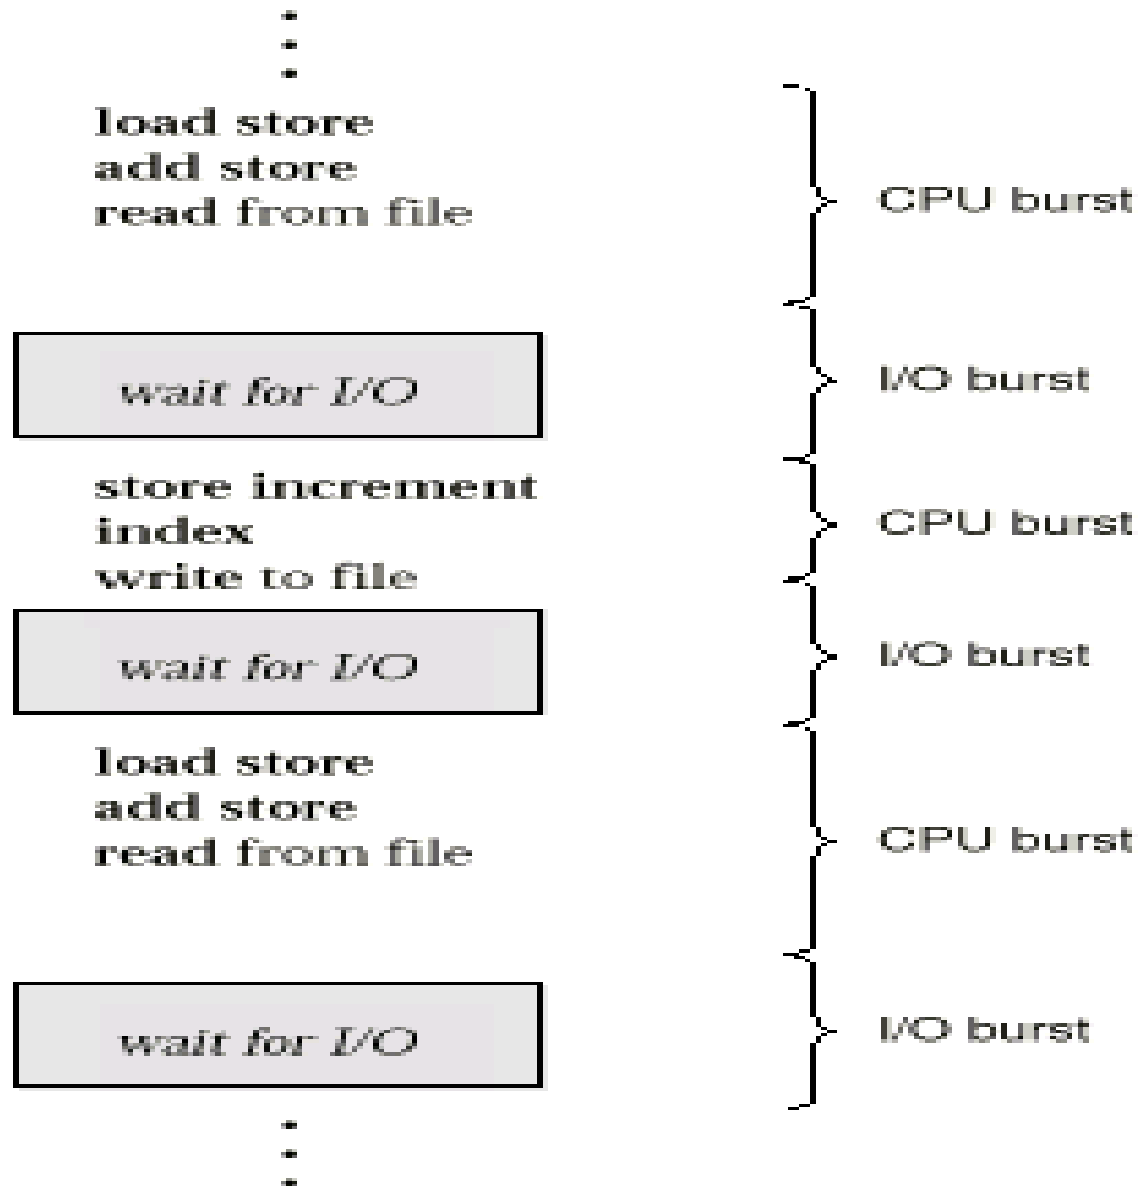 load store
add store
read from file
CPU burst
wait for I/O
I/O burst
store increment
index
write to file
CPU burst
wait for I/O
I/O burst
load store
add store
read from file
CPU burst
wait for I/O
I/O burst